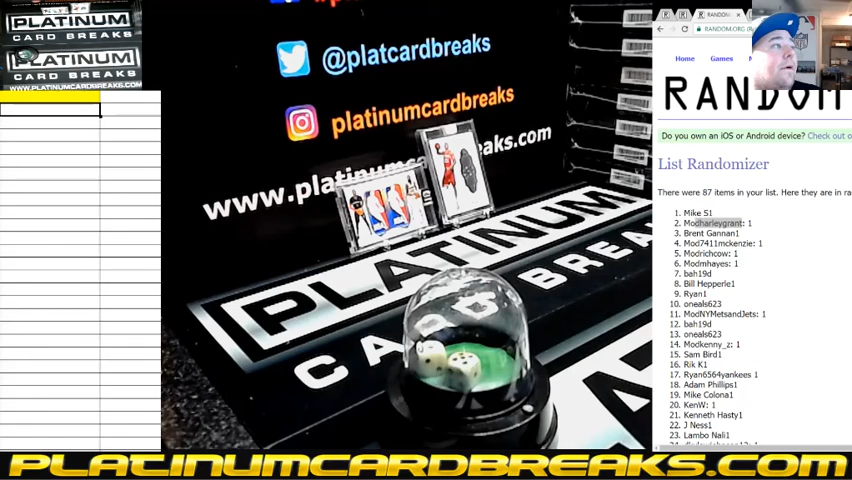 PLATINUM
CARD BREAKS
PLATINUM
CARD BREAKS
WWW.PLATINUMCARDBREAKS.COM
@platcardbreaks
platinumcardbreaks
www.platinumcardbreaks.com
PLATINUM
CARD BREAKS
RANDOM.ORG
Home
Games
RANDOM
Do you own an iOS or Android device? Check out
List Randomizer
There were 87 items in your list. Here they are in
1. Mike S1
2. Modharleygrant: 1
3. Brent Gannan1
4. Mod7411mckenzie: 1
5. Modrichcow: 1
6. Modmhayes: 1
7. bah19d
8. Bill Hepperle1
9. Ryan1
10. oneals623
11. ModNYMetsandJets: 1
12. bah19d
13. oneals623
14. Modkenny_z: 1
15. Sam Bird1
16. Rik K1
17. Ryan6564yankees 1
18. Adam Phillips1
19. Mike Colona1
20. KenW: 1
21. Kenneth Hasty1
22. J Ness1
23. Lambo Nali1
PLATINUMCARDBREAKS.COM